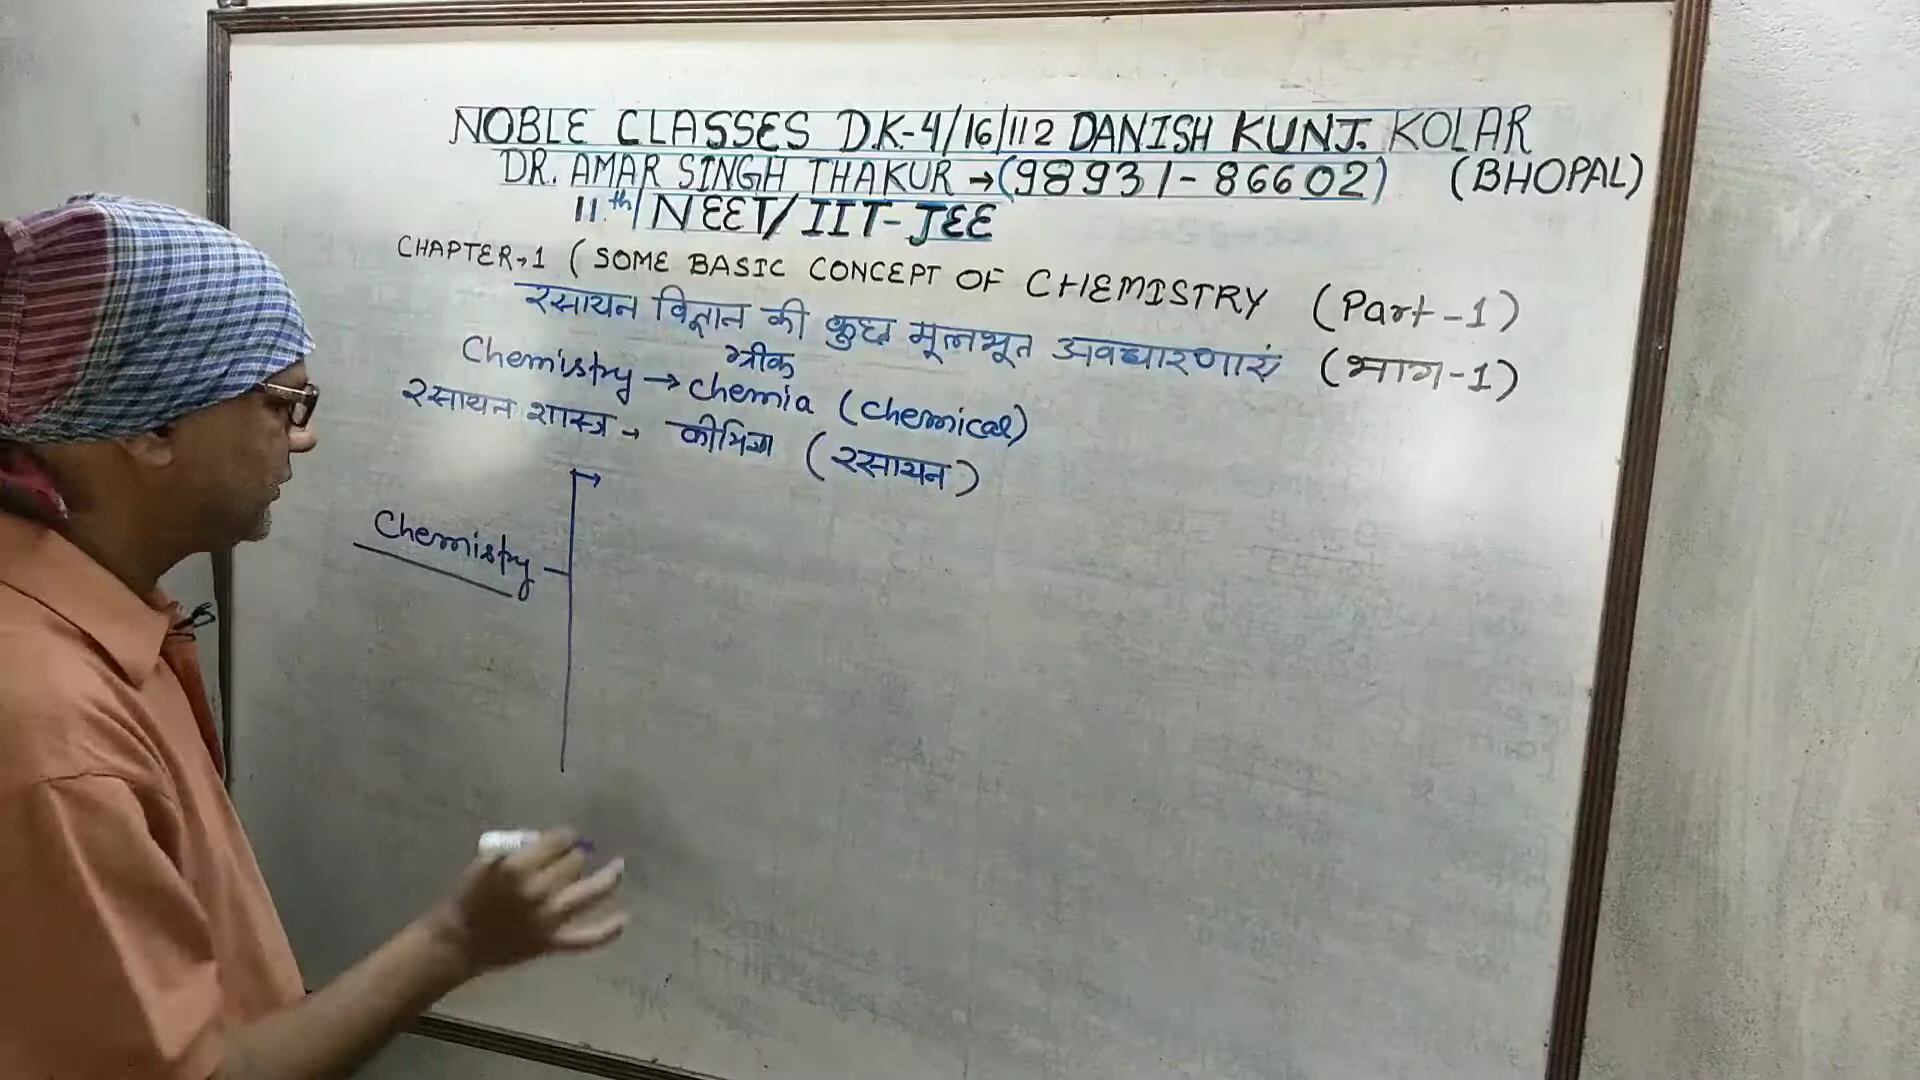 NOBLE CLASSES D.K-4/16/112 DANISH KUNJ. KOLAR
DR. AMAR SINGH THAKUR → (98931-86602) (BHOPAL)
11th / NEET / IIT-JEE
CHAPTER→1 (SOME BASIC CONCEPT OF CHEMISTRY (Part-1)
रसायन विज्ञान की कुछ मूलभूत अवधारणाएं (भाग-1)
ग्रीक
Chemistry → Chemia (Chemical)
रसायन शास्त्र → कीमिया (रसायन)
Chemistry